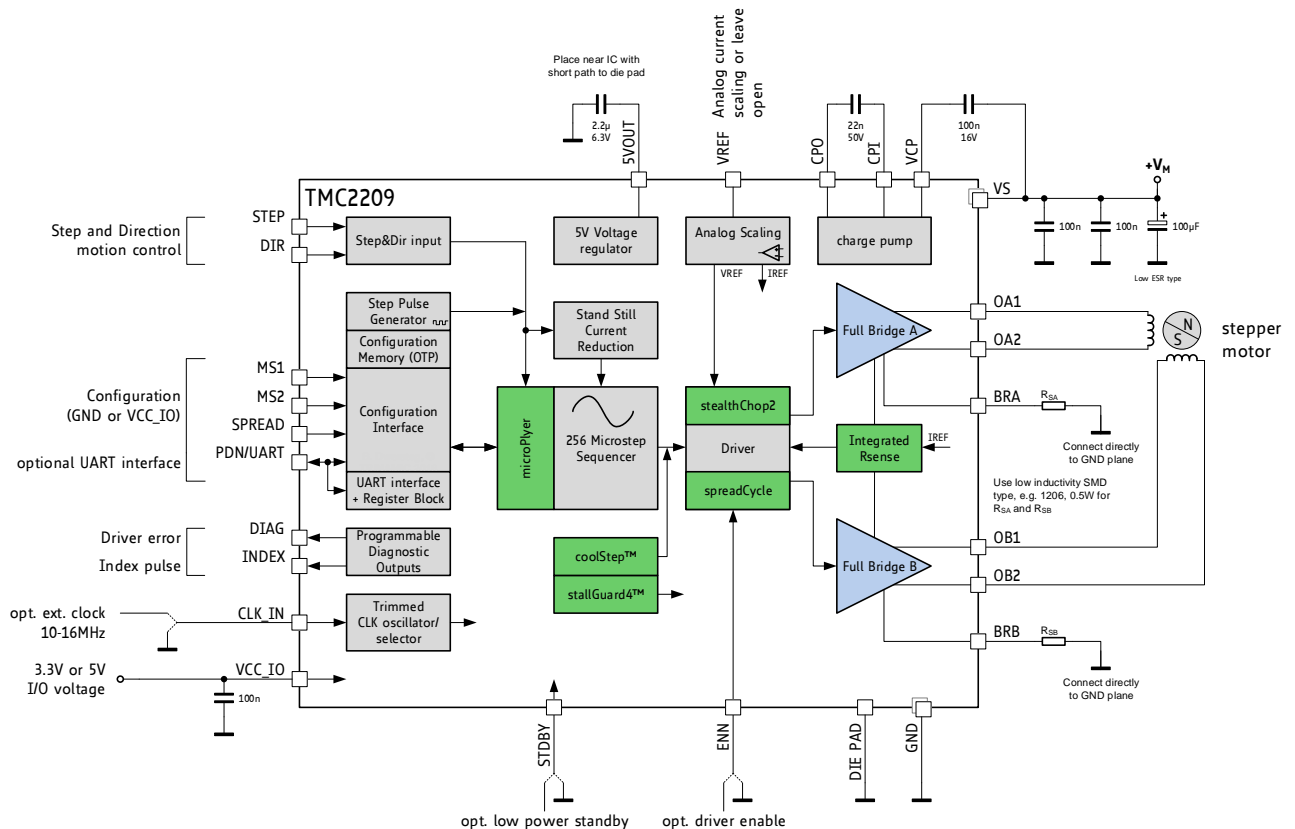 Place near IC with
short path to die pad
2.2µ
6.3V
5VOUT
Analog current
scaling or leave
open
VREF
22n
50V
CPO
CPI
VCP
100n
16V
+VM
VS
100n
100n
+
100µF
Low ESR type
TMC2209
Step and Direction
motion control
STEP
DIR
Step&Dir input
5V Voltage
regulator
Analog Scaling
VREF
IREF
charge pump
Step Pulse
Generator
Configuration
Memory (OTP)
Configuration
Interface
UART interface
+ Register Block
Stand Still
Current
Reduction
Configuration
(GND or VCC_IO)
optional UART interface
MS1
MS2
SPREAD
PDN/UART
microPlyer
256 Microstep
Sequencer
stealthChop2
Driver
spreadCycle
Integrated
Rsense
IREF
Full Bridge A
OA1
OA2
N
S
stepper
motor
BRA
RSA
Connect directly
to GND plane
Use low inductivity SMD
type, e.g. 1206, 0.5W for
RSA and RSB
Full Bridge B
OB1
OB2
BRB
RSB
Connect directly
to GND plane
Driver error
Index pulse
DIAG
INDEX
Programmable
Diagnostic
Outputs
coolStep™
stallGuard4™
opt. ext. clock
10-16MHz
CLK_IN
Trimmed
CLK oscillator/
selector
3.3V or 5V
I/O voltage
VCC_IO
100n
STDBY
ENN
DIE PAD
GND
opt. low power standby
opt. driver enable